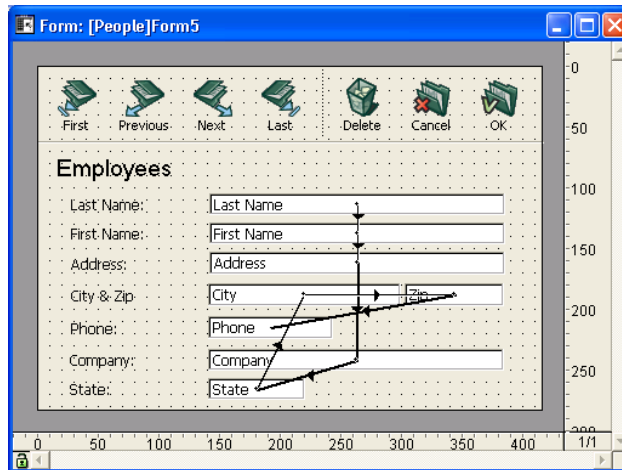 Form: [People]Form5
First Previous Next Last Delete Cancel OK
Employees
Last Name: Last Name
First Name: First Name
Address: Address
City & Zip City Zip
Phone: Phone
Company: Company
State: State
0
50
100
150
200
250
300
0 50 100 150 200 250 300 350 400 1/1